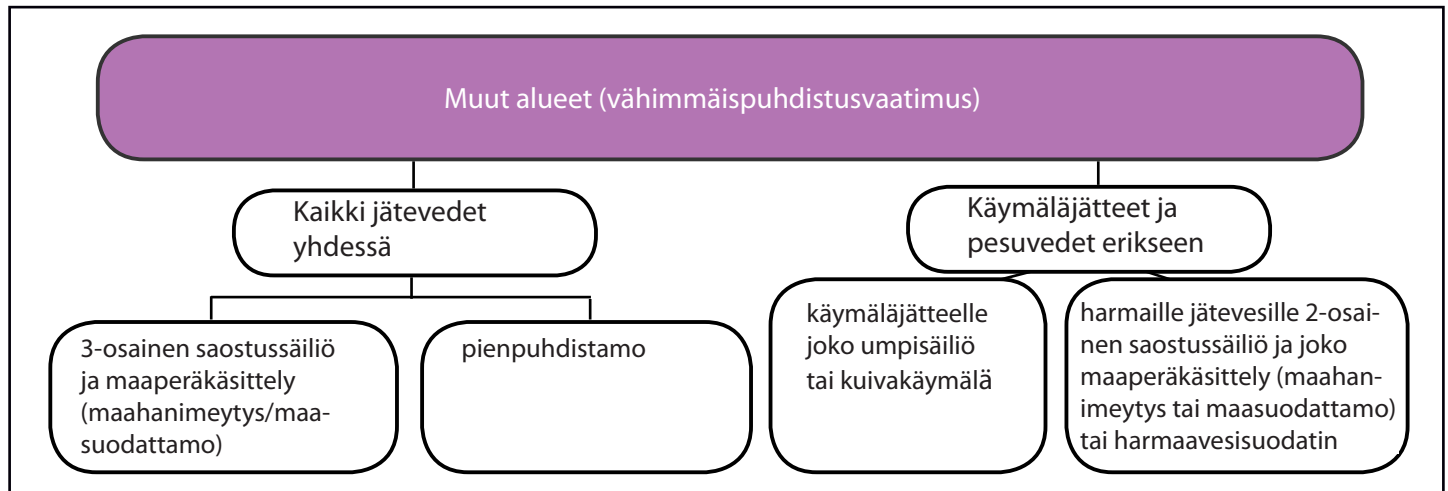 Muut alueet (vähimmäispuhdistusvaatimus)
Kaikki jätevedet
yhdessä
Käymäläjätteet ja
pesuvedet erikseen
3-osainen saostussäiliö
ja maaperäkäsittely
(maahanimeytys/maa-
suodattamo)
pienpuhdistamo
käymäläjätteelle
joko umpisäiliö
tai kuivakäymälä
harmaille jätevesille 2-osai-
nen saostussäiliö ja joko
maaperäkäsittely (maahan-
imeytys tai maasuodattamo)
tai harmaavesisuodatin